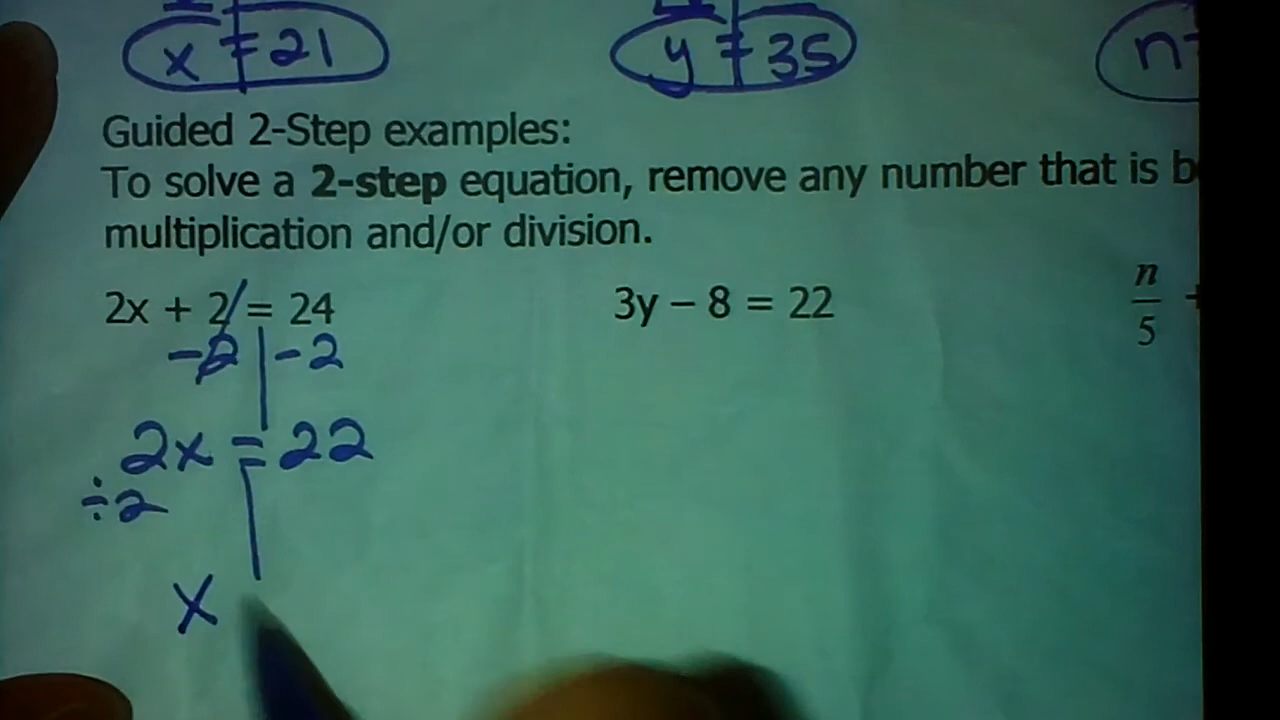 x = 21 y = 35 n
Guided 2-Step examples:
To solve a 2-step equation, remove any number that is
multiplication and/or division.
2x + 2 = 24 3y – 8 = 22 n/5 +
-2 | -2
2x = 22
÷2
x